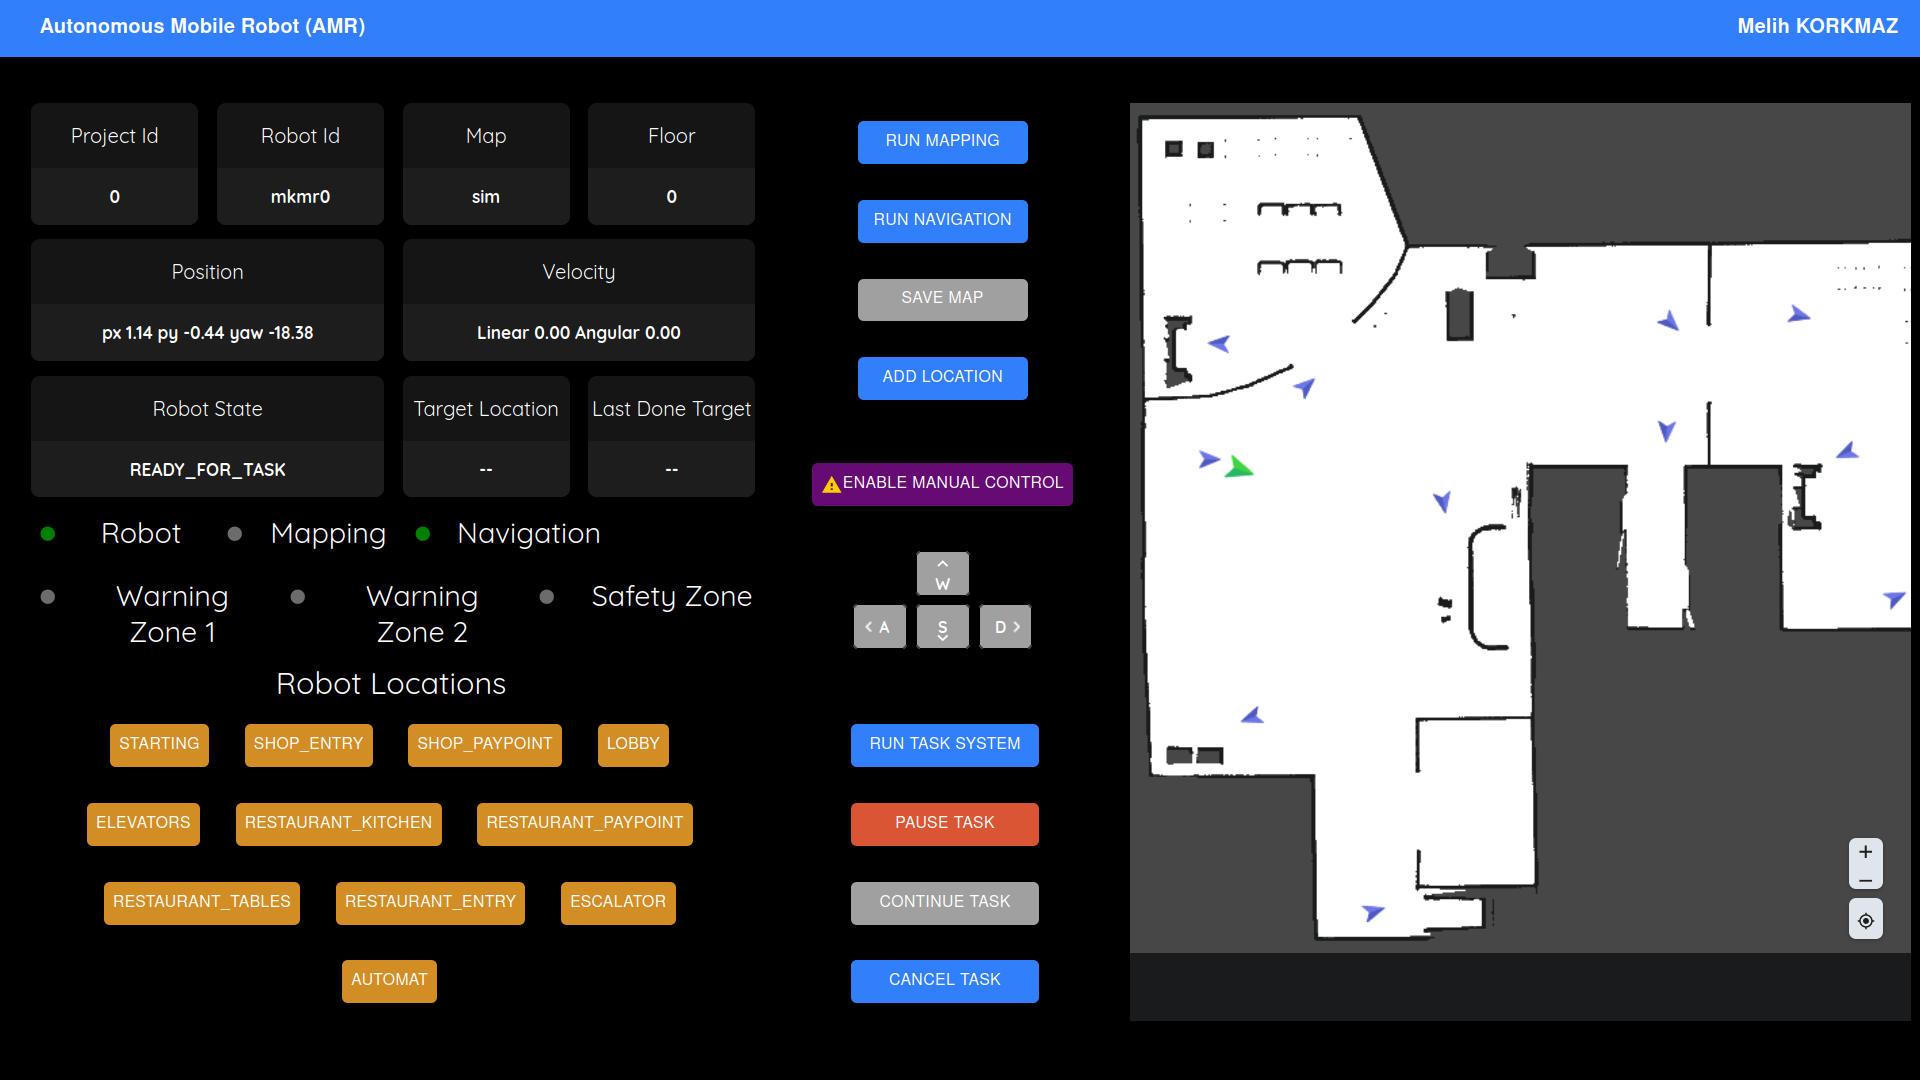 Autonomous Mobile Robot (AMR)
Melih KORKMAZ
Project Id
Robot Id
Map
Floor
0
mkmr0
sim
0
Position
Velocity
px 1.14 py -0.44 yaw -18.38
Linear 0.00 Angular 0.00
Robot State
Target Location
Last Done Target
READY_FOR_TASK
--
--
Robot
Mapping
Navigation
Warning
Zone 1
Warning
Zone 2
Safety Zone
Robot Locations
STARTING
SHOP_ENTRY
SHOP_PAYPOINT
LOBBY
ELEVATORS
RESTAURANT_KITCHEN
RESTAURANT_PAYPOINT
RESTAURANT_TABLES
RESTAURANT_ENTRY
ESCALATOR
AUTOMAT
RUN MAPPING
RUN NAVIGATION
SAVE MAP
ADD LOCATION
ENABLE MANUAL CONTROL
W
A
S
D
RUN TASK SYSTEM
PAUSE TASK
CONTINUE TASK
CANCEL TASK
+
−